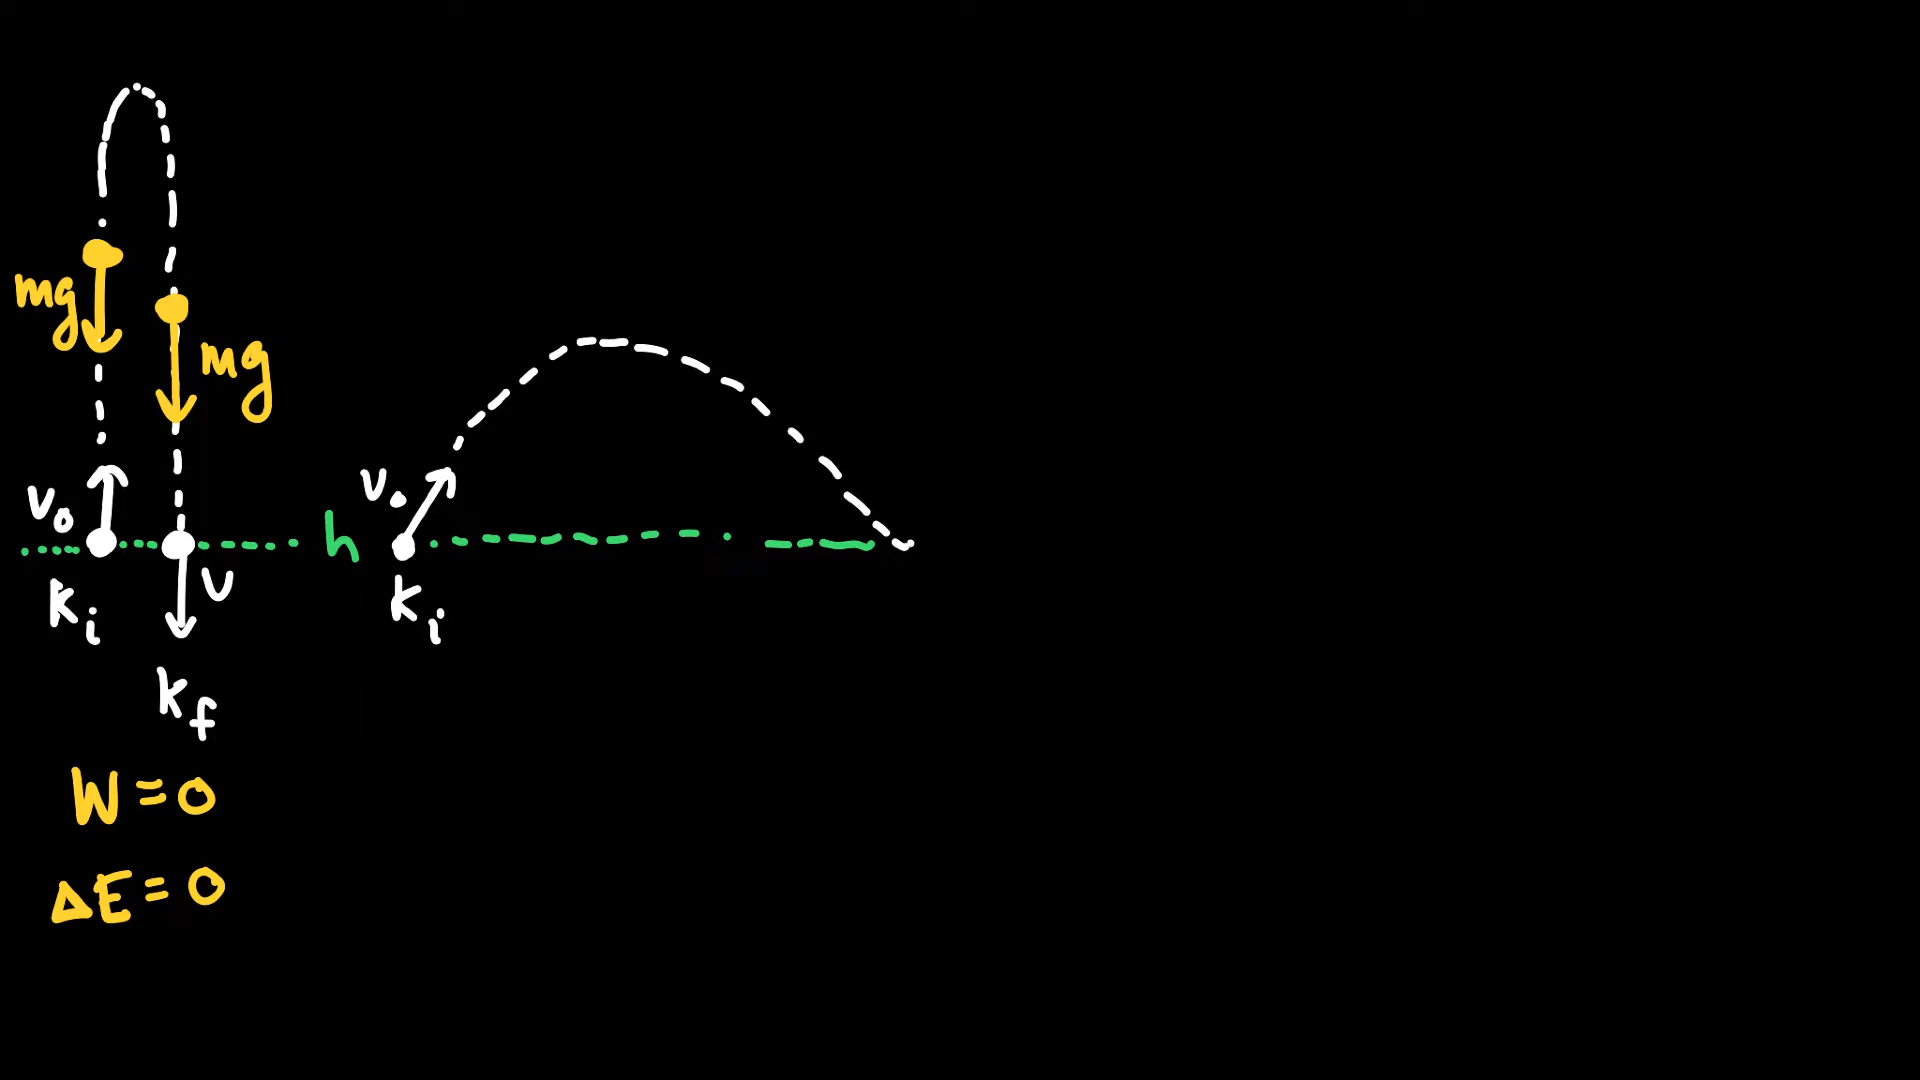 mg
mg
v₀
h
v₀
kᵢ
v
kᵢ
k_f
W = 0
ΔE = 0